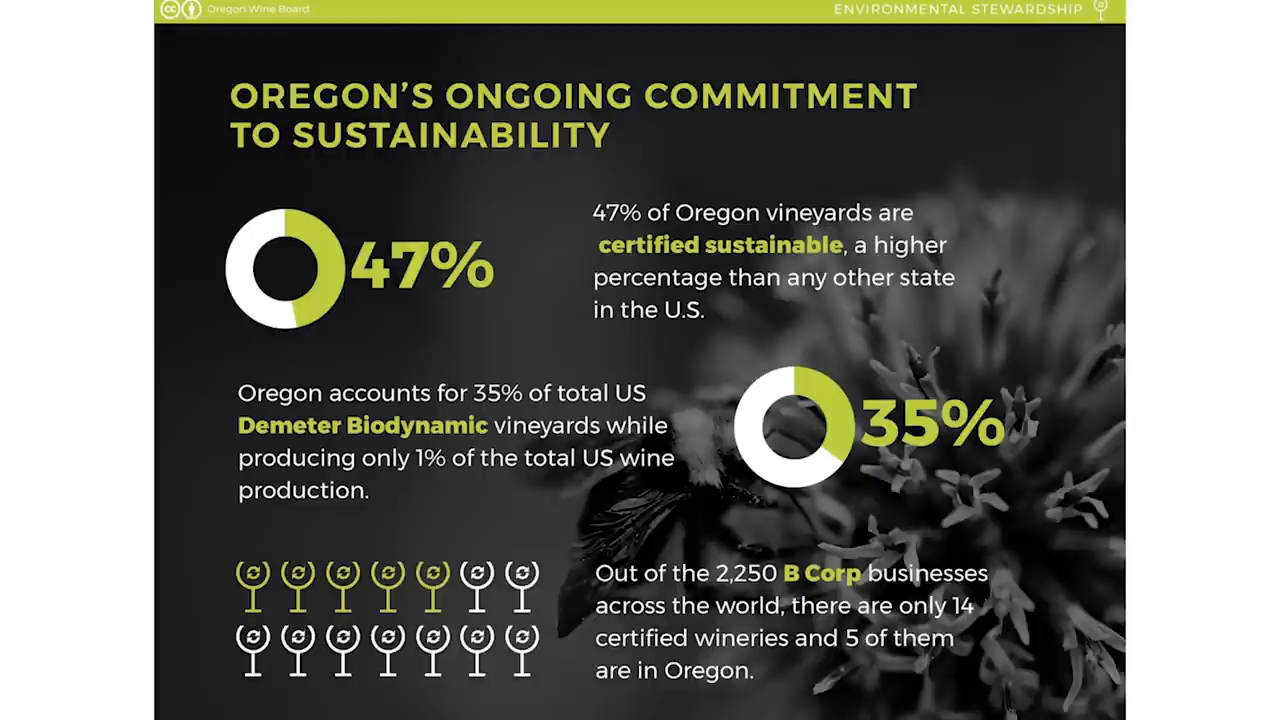 Oregon Wine Board
ENVIRONMENTAL STEWARDSHIP
OREGON'S ONGOING COMMITMENT
TO SUSTAINABILITY
47%
47% of Oregon vineyards are
certified sustainable, a higher
percentage than any other state
in the U.S.
Oregon accounts for 35% of total US
Demeter Biodynamic vineyards while
producing only 1% of the total US wine
production.
35%
Out of the 2,250 B Corp businesses
across the world, there are only 14
certified wineries and 5 of them
are in Oregon.